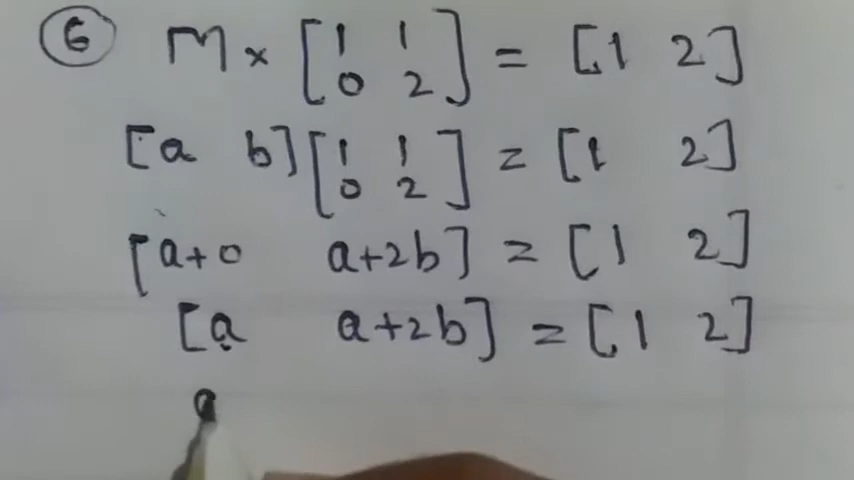 6 M × [1 1 0 2] = [1 2]
[a b] [1 1 0 2] = [1 2]
[a+0 a+2b] = [1 2]
[a a+2b] = [1 2]
a